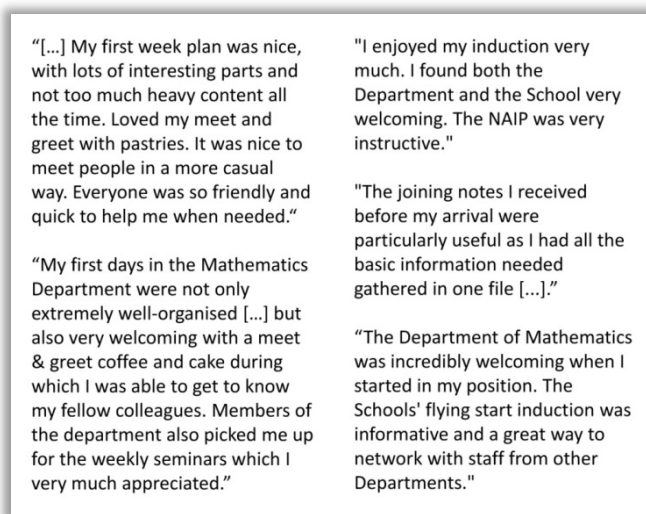 “[...] My first week plan was nice,
with lots of interesting parts and
not too much heavy content all
the time. Loved my meet and
greet with pastries. It was nice to
meet people in a more casual
way. Everyone was so friendly and
quick to help me when needed.“
“My first days in the Mathematics
Department were not only
extremely well-organised [...] but
also very welcoming with a meet
& greet coffee and cake during
which I was able to get to know
my fellow colleagues. Members of
the department also picked me up
for the weekly seminars which I
very much appreciated.”
"I enjoyed my induction very
much. I found both the
Department and the School very
welcoming. The NAIP was very
instructive."
"The joining notes I received
before my arrival were
particularly useful as I had all the
basic information needed
gathered in one file [...].”
“The Department of Mathematics
was incredibly welcoming when I
started in my position. The
Schools' flying start induction was
informative and a great way to
network with staff from other
Departments."